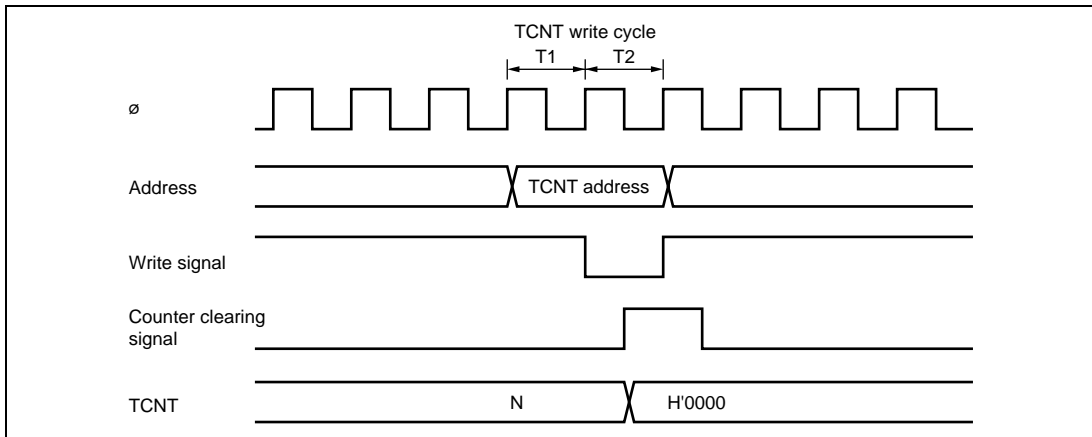 TCNT write cycle
T1 T2
ø
Address
TCNT address
Write signal
Counter clearing
signal
TCNT
N
H'0000